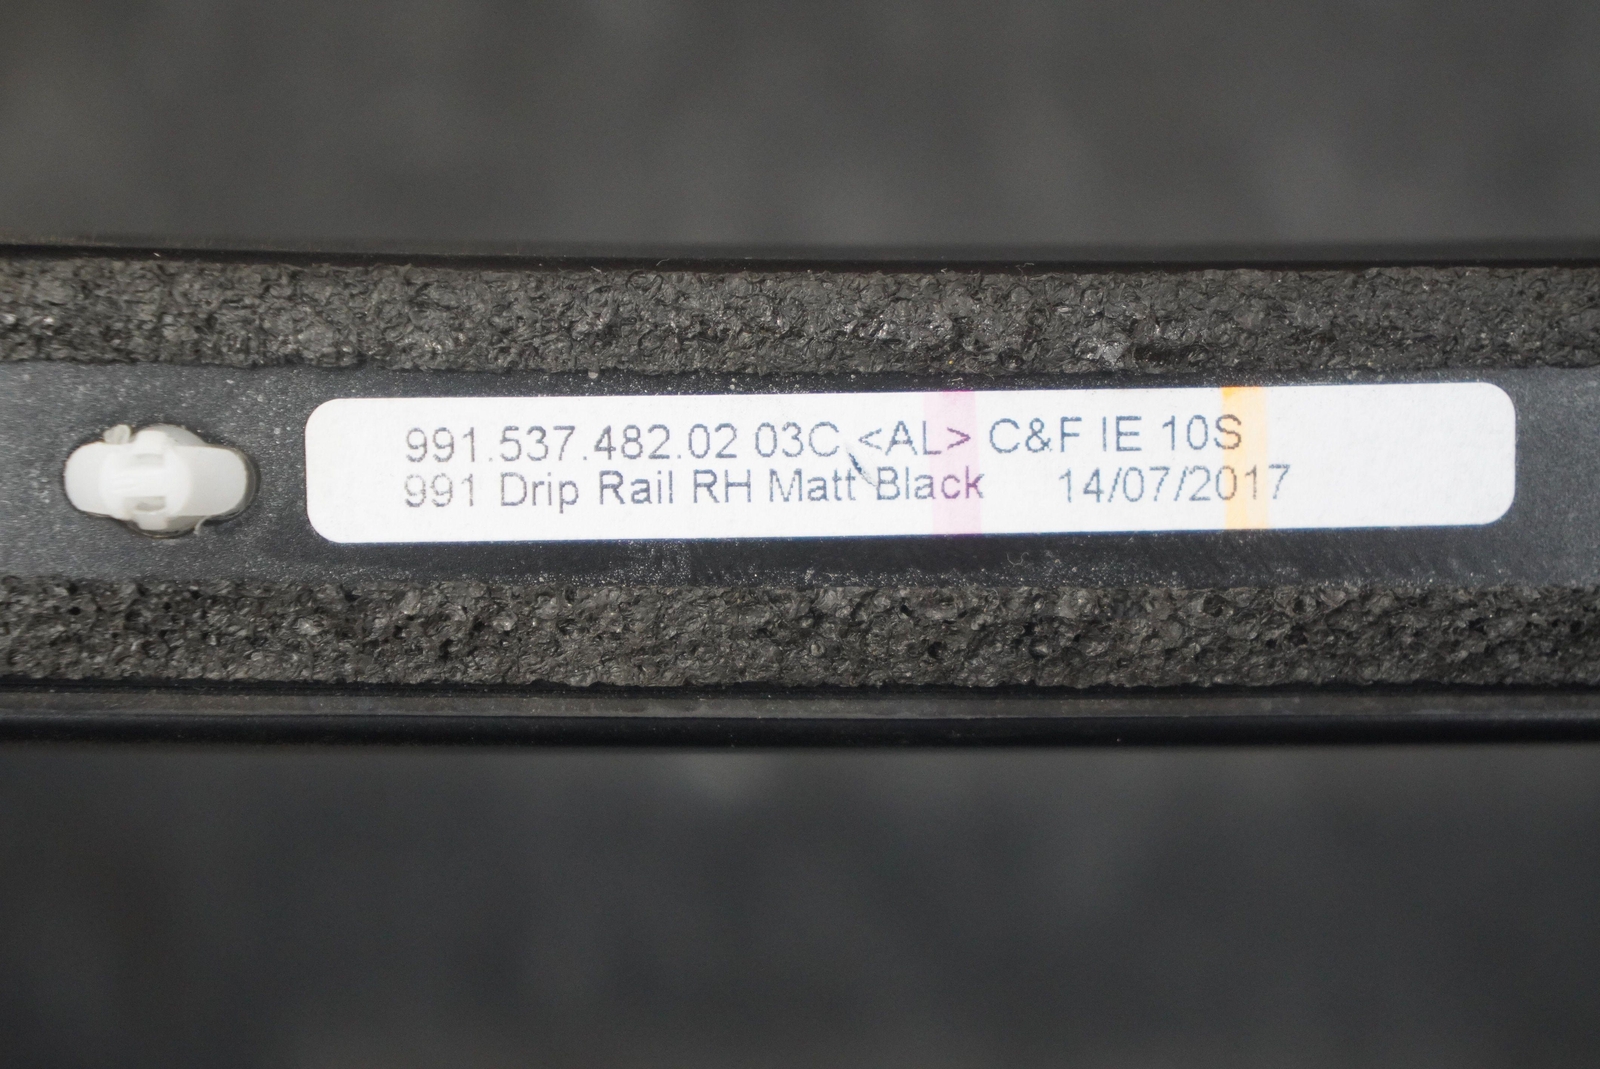 991.537.482.02 03C <AL> C&F IE 10S
991 Drip Rail RH Matt Black 14/07/2017